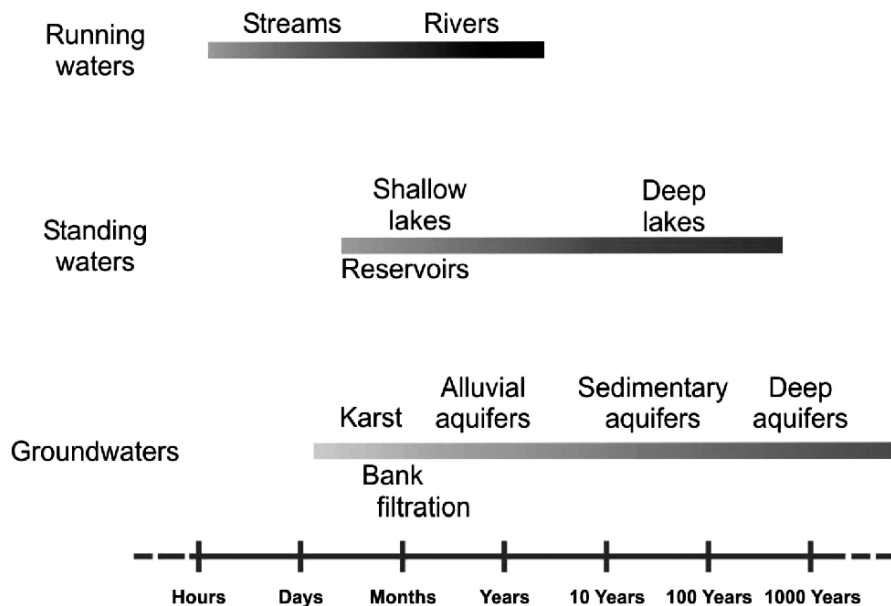 Running
waters
Streams
Rivers
Standing
waters
Shallow
lakes
Deep
lakes
Reservoirs
Groundwaters
Karst
Alluvial
aquifers
Sedimentary
aquifers
Deep
aquifers
Bank
filtration
Hours
Days
Months
Years
10 Years
100 Years
1000 Years